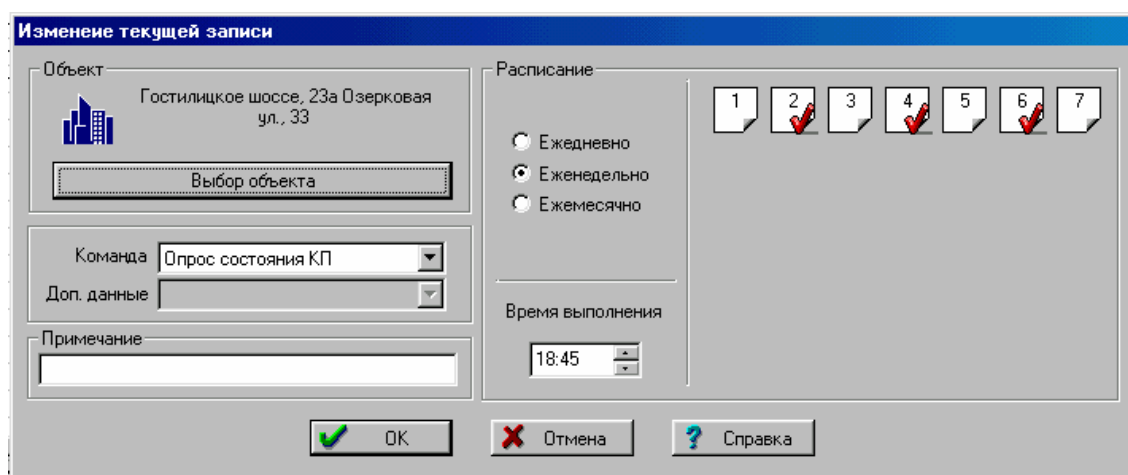 Изменеие текущей записи
Объект
Гостилицкое шоссе, 23а Озерковая
ул., 33
Выбор объекта
Команда Опрос состояния КП
Доп. данные
Примечание
Расписание
Ежедневно
Еженедельно
Ежемесячно
Время выполнения
18:45
1 2 3 4 5 6 7
OK Отмена Справка